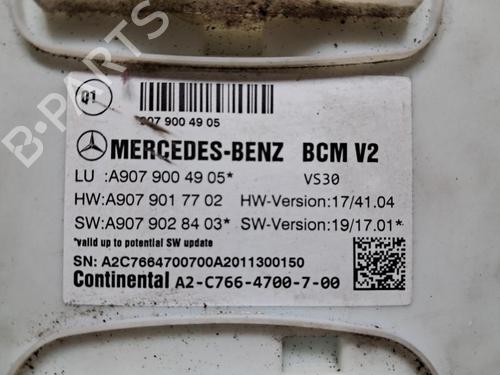 Q1
907 900 49 05
MERCEDES-BENZ BCM V2
LU :A907 900 49 05* VS30
HW:A907 901 77 02 HW-Version:17/41.04
SW:A907 902 84 03* SW-Version:19/17.01*
*valid up to potential SW update
SN: A2C7664700700A2011300150
Continental A2-C766-4700-7-00